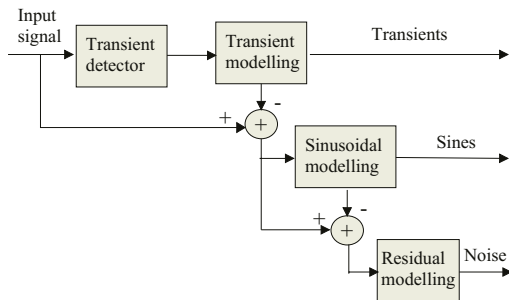 Input
signal
Transient
detector
Transient
modelling
Transients
-
+
+
Sinusoidal
modelling
Sines
-
+
+
Residual
modelling
Noise